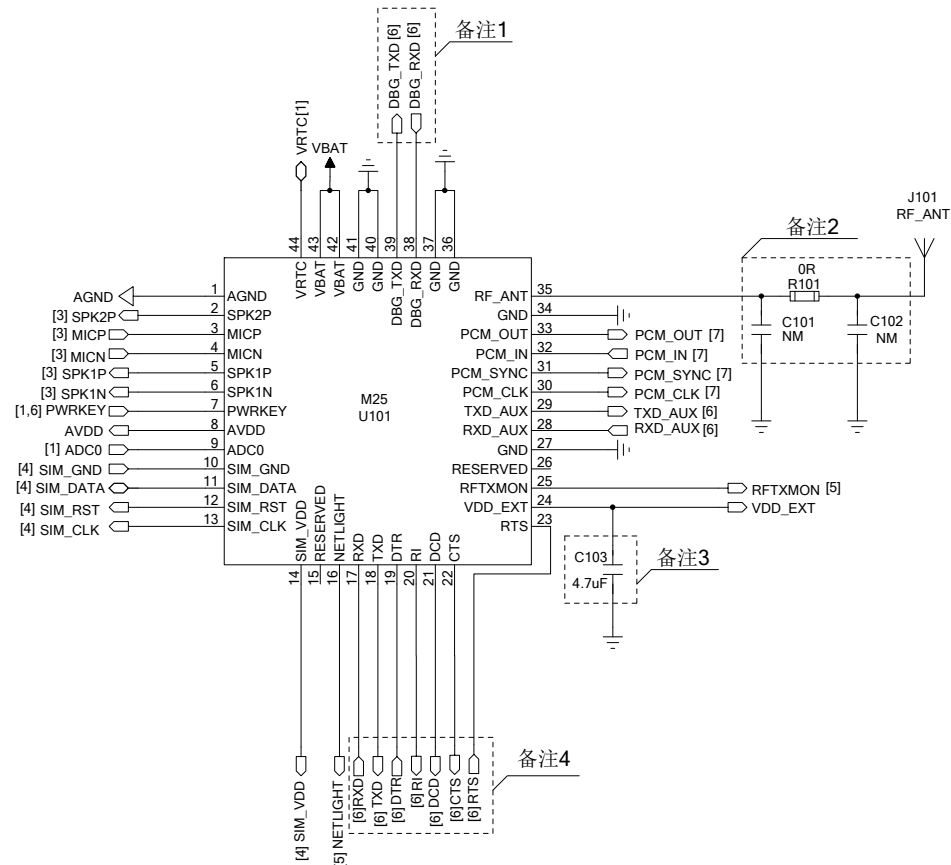 DBG_TXD [6]
DBG_RXD [6]
备注1
VRTC[1]
VBAT
J101
RF_ANT
备注2
44
43
42
41
40
39
38
37
36
VRTC
VBAT
VBAT
GND
GND
DBG_TXD
DBG_RXD
GND
GND
0R
R101
C101
NM
C102
NM
AGND 1 AGND
[3] SPK2P 2 SPK2P
[3] MICP 3 MICP
[3] MICN 4 MICN
[3] SPK1P 5 SPK1P
[3] SPK1N 6 SPK1N
[1,6] PWRKEY 7 PWRKEY
AVDD 8 AVDD
[1] ADC0 9 ADC0
[4] SIM_GND 10 SIM_GND
[4] SIM_DATA 11 SIM_DATA
[4] SIM_RST 12 SIM_RST
[4] SIM_CLK 13 SIM_CLK
M25
U101
RF_ANT 35
GND 34
PCM_OUT 33 PCM_OUT [7]
PCM_IN 32 PCM_IN [7]
PCM_SYNC 31 PCM_SYNC [7]
PCM_CLK 30 PCM_CLK [7]
TXD_AUX 29 TXD_AUX [6]
RXD_AUX 28 RXD_AUX [6]
GND 27
RESERVED 26
RFTXMON 25 RFTXMON [5]
VDD_EXT 24 VDD_EXT
RTS 23
SIM_VDD
RESERVED
NETLIGHT
RXD
TXD
DTR
RI
DCD
CTS
14
15
16
17
18
19
20
21
22
C103
4.7uF
备注3
备注4
[4] SIM_VDD
[5] NETLIGHT
[6]RXD
[6] TXD
[6] DTR
[6] RI
[6] DCD
[6]CTS
[6] RTS